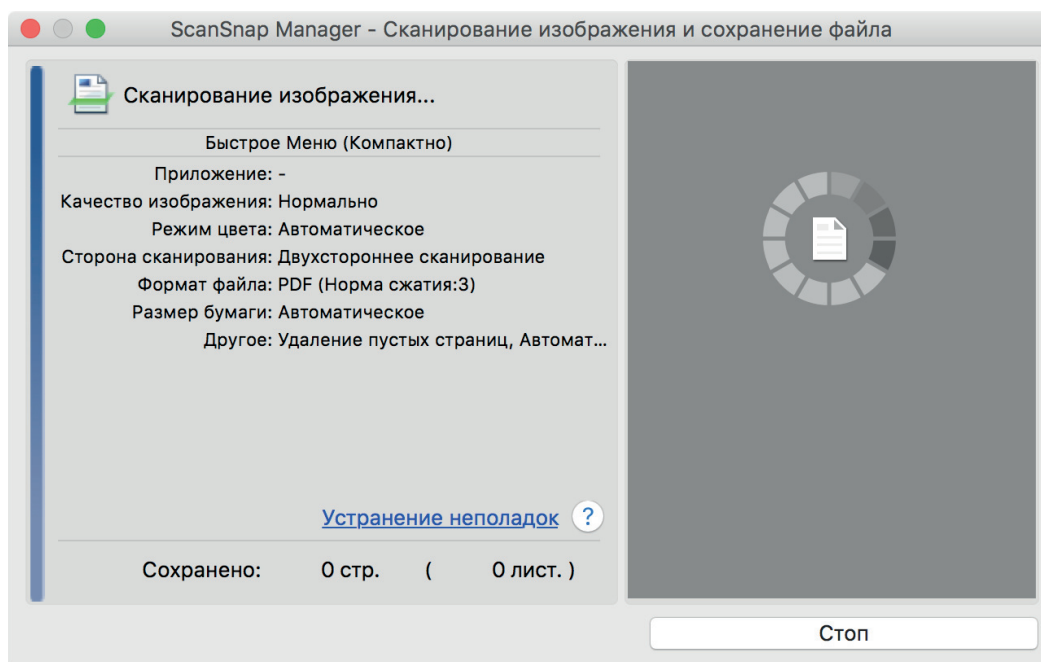 ScanSnap Manager - Сканирование изображения и сохранение файла
Сканирование изображения...
Быстрое Меню (Компактно)
Приложение: -
Качество изображения: Нормально
Режим цвета: Автоматическое
Сторона сканирования: Двухстороннее сканирование
Формат файла: PDF (Норма сжатия:3)
Размер бумаги: Автоматическое
Другое: Удаление пустых страниц, Автомат...
Устранение неполадок ?
Сохранено: 0 стр. ( 0 лист. )
Стоп